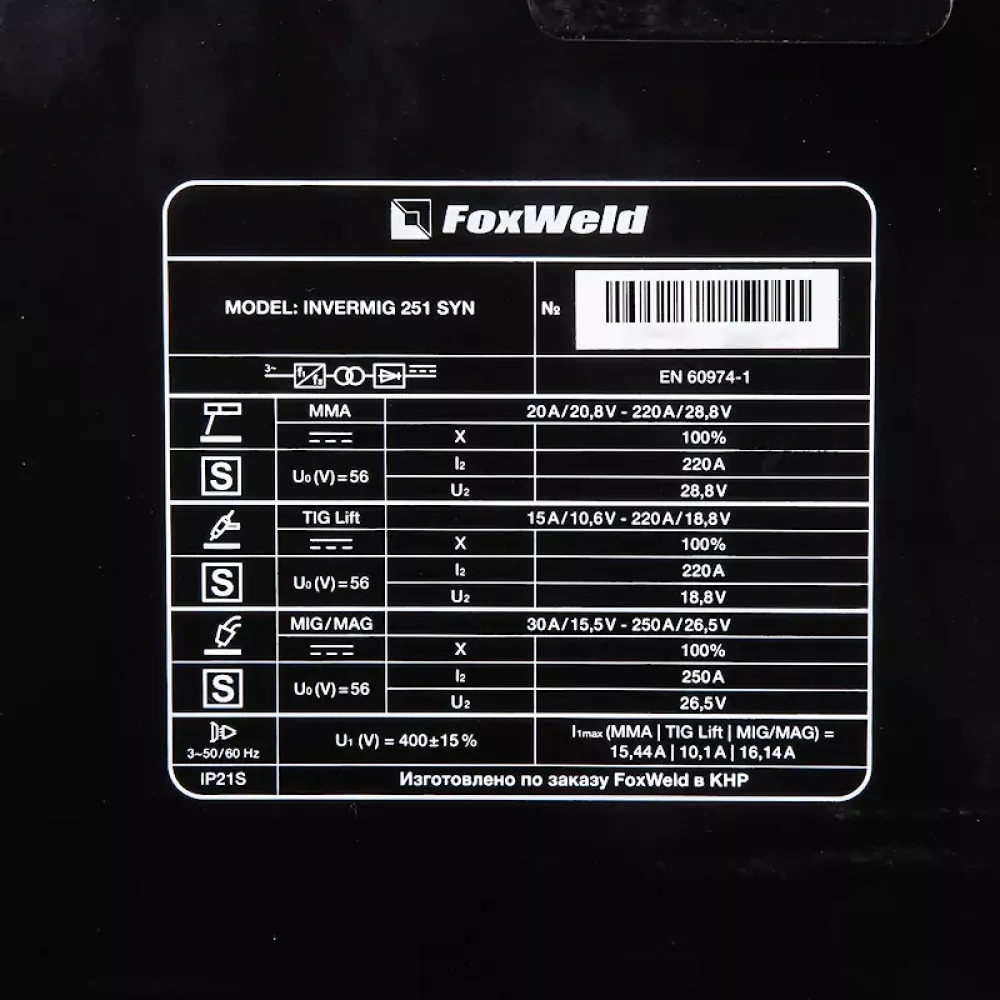 FoxWeld
MODEL: INVERMIG 251 SYN
№
3~ f₁/f₂
EN 60974-1
MMA
20A/20,8V - 220A/28,8V
X
100%
S
U₀(V)=56
I₂
220A
U₂
28,8V
TIG Lift
15A/10,6V - 220A/18,8V
X
100%
S
U₀(V)=56
I₂
220A
U₂
18,8V
MIG/MAG
30A/15,5V - 250A/26,5V
X
100%
S
U₀(V)=56
I₂
250A
U₂
26,5V
3~50/60 Hz
U₁ (V) = 400±15%
I₁max (MMA | TIG Lift | MIG/MAG) =
15,44A | 10,1A | 16,14A
IP21S
Изготовлено по заказу FoxWeld в КНР